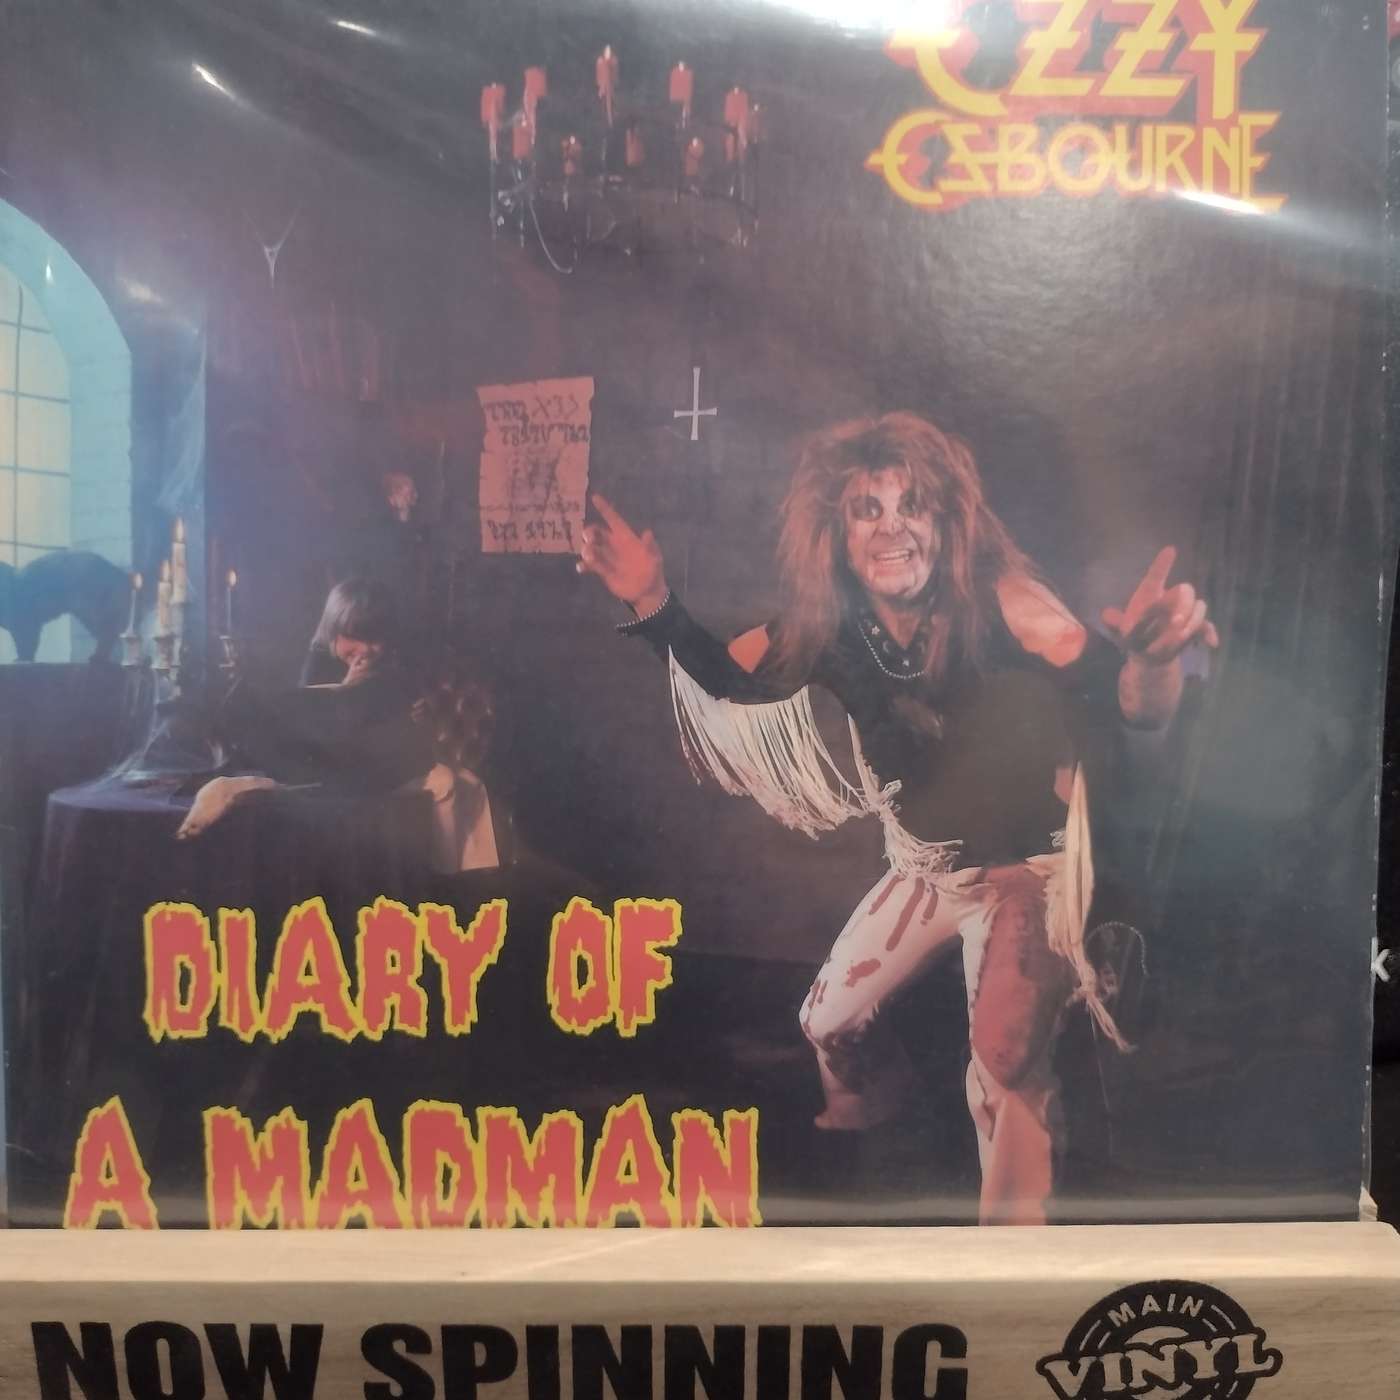 OZZY
OSBOURNE
DIARY OF
A MADMAN
NOW SPINNING
MAIN
VINYL